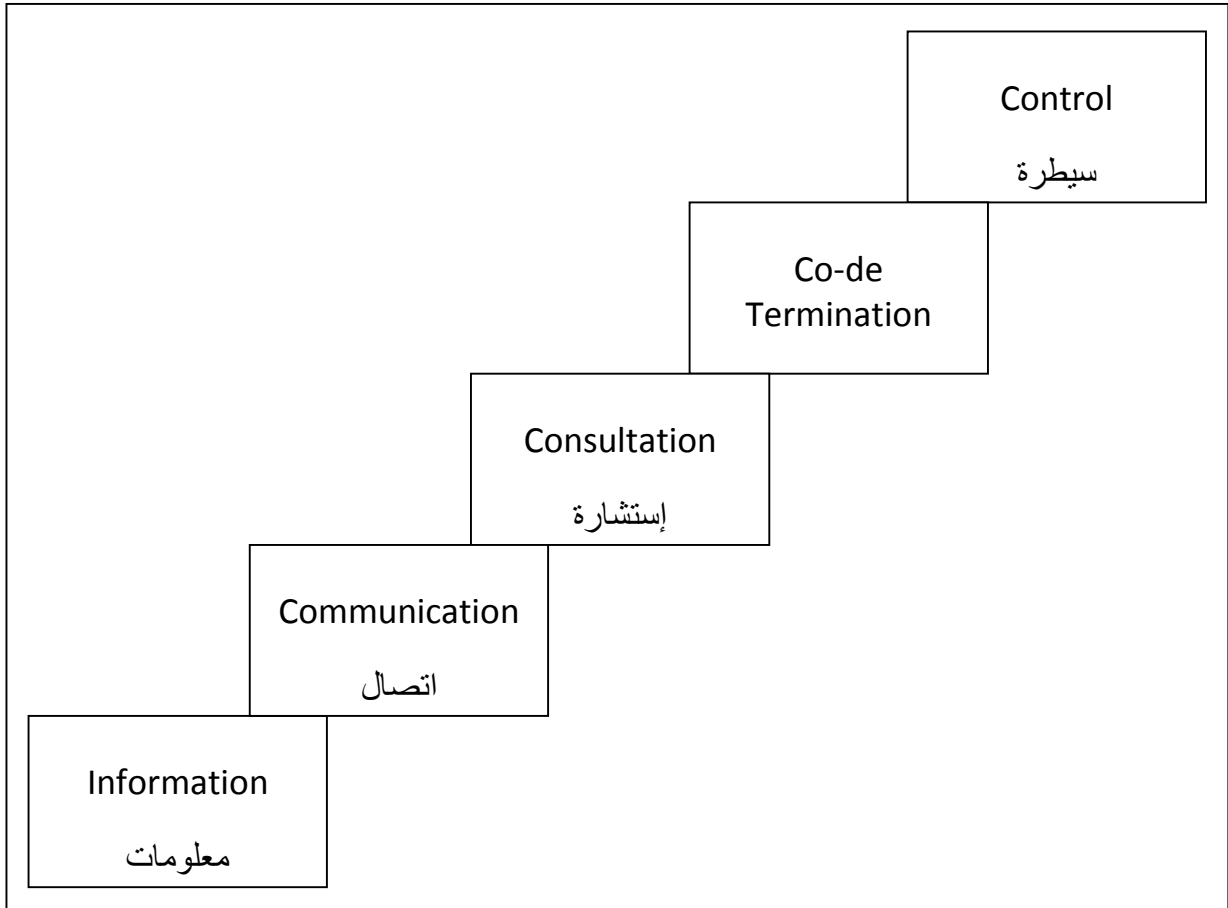 Control
سيطرة
Co-de
Termination
Consultation
إستشارة
Communication
اتصال
Information
معلومات